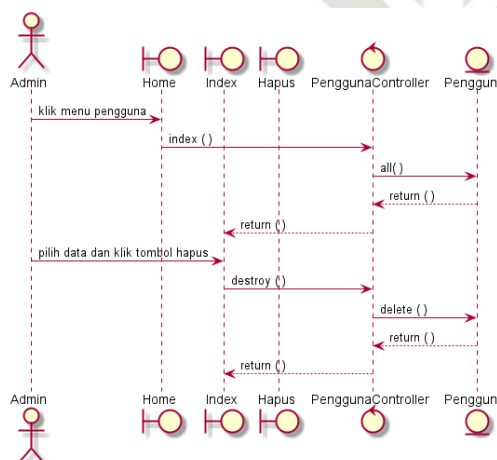 Admin Home Index Hapus PenggunaController Penggun
klik menu pengguna
index ( )
all( )
return ( )
return ( )
pilih data dan klik tombol hapus
destroy ( )
delete ( )
return ( )
return ( )
Admin Home Index Hapus PenggunaController Penggun